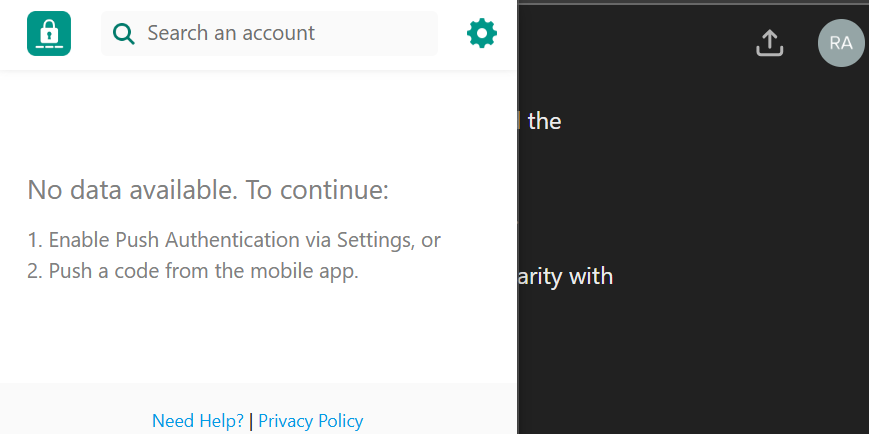 Search an account
RA
the
No data available. To continue:
1. Enable Push Authentication via Settings, or
2. Push a code from the mobile app.
arity with
Need Help? | Privacy Policy